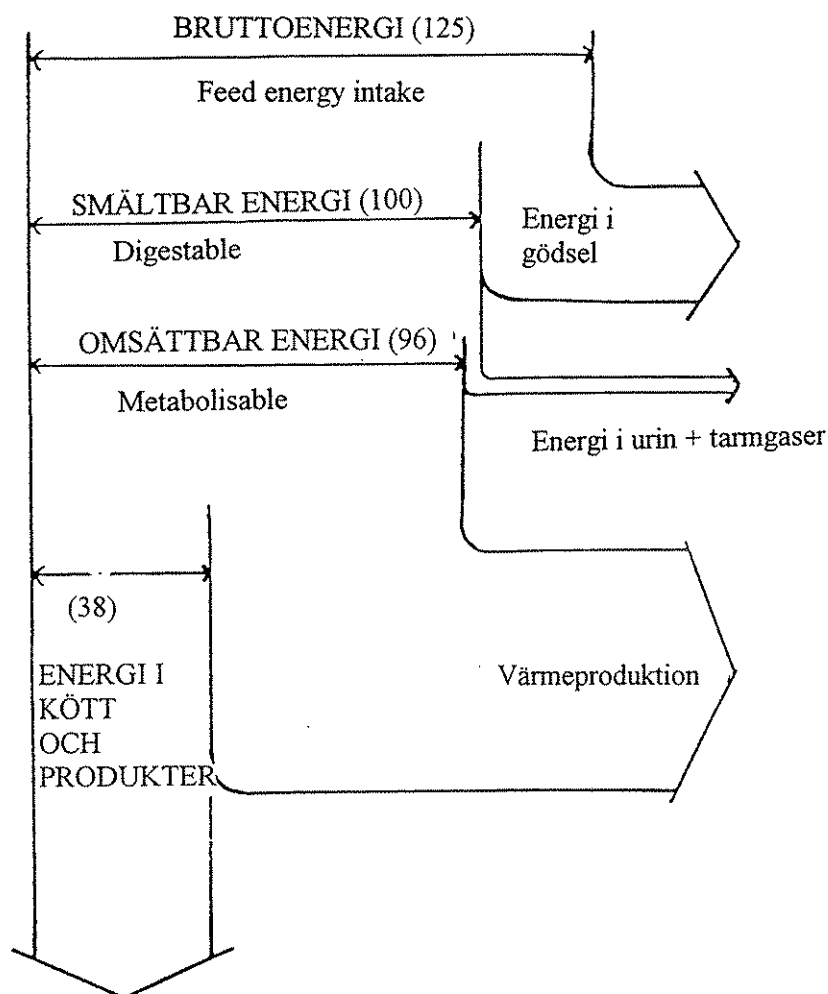 BRUTTOENERGI (125)
Feed energy intake
SMÄLTBAR ENERGI (100)
Digestable
Energi i
gödsel
OMSÄTTBAR ENERGI (96)
Metabolisable
Energi i urin + tarmgaser
(38)
ENERGI I
KÖTT
OCH
PRODUKTER
Värmeproduktion